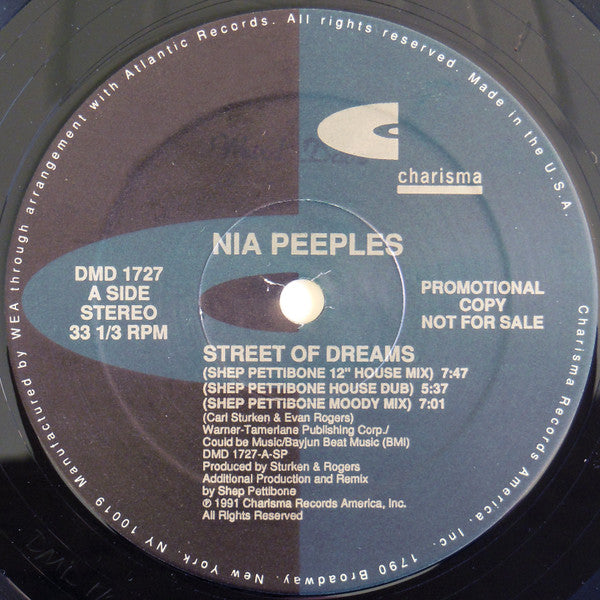 Manufactured by WEA through arrangement with Atlantic Records. All rights reserved. Made in the U.S.A.
charisma
NIA PEEPLES
DMD 1727
A SIDE
STEREO
33 1/3 RPM
PROMOTIONAL
COPY
NOT FOR SALE
STREET OF DREAMS
(SHEP PETTIBONE 12" HOUSE MIX) 7:47
(SHEP PETTIBONE HOUSE DUB) 5:37
(SHEP PETTIBONE MOODY MIX) 7:01
(Carl Sturken & Evan Rogers)
Warner-Tamerlane Publishing Corp./
Could be Music/Bayjun Beat Music (BMI)
DMD 1727-A-SP
Produced by Sturken & Rogers
Additional Production and Remix
by Shep Pettibone
℗ 1991 Charisma Records America, Inc.
All Rights Reserved
Charisma Records America, Inc. 1790 Broadway. New York. NY 10019